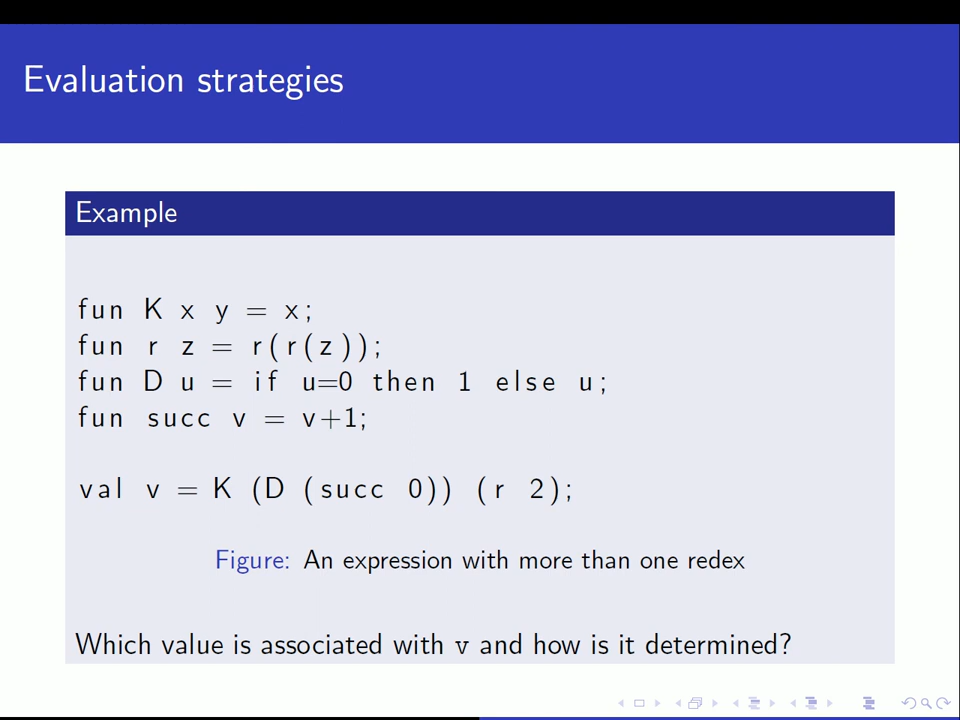 Evaluation strategies
Example
fun K x y = x;
fun r z = r(r(z));
fun D u = if u=0 then 1 else u;
fun succ v = v+1;
val v = K (D (succ 0)) (r 2);
Figure: An expression with more than one redex
Which value is associated with v and how is it determined?